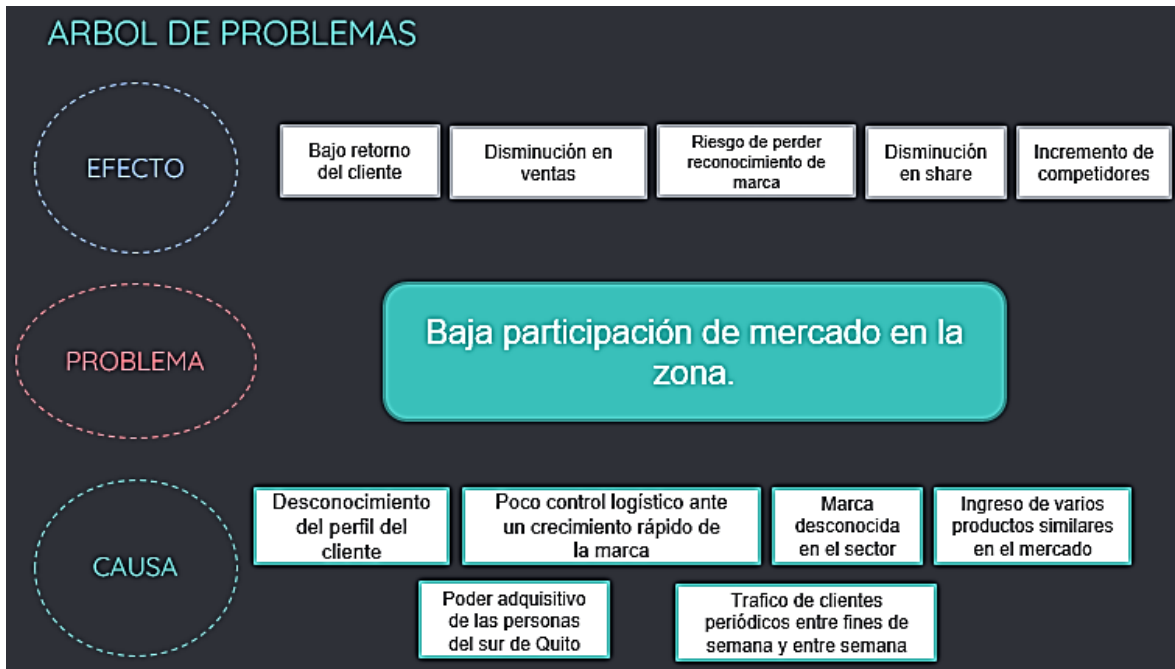 ARBOL DE PROBLEMAS
EFECTO
Bajo retorno
del cliente
Disminución en
ventas
Riesgo de perder
reconocimiento de
marca
Disminución
en share
Incremento de
competidores
PROBLEMA
Baja participación de mercado en la
zona.
CAUSA
Desconocimiento
del perfil del
cliente
Poco control logístico ante
un crecimiento rápido de
la marca
Marca
desconocida
en el sector
Ingreso de varios
productos similares
en el mercado
Poder adquisitivo
de las personas
del sur de Quito
Trafico de clientes
periódicos entre fines de
semana y entre semana